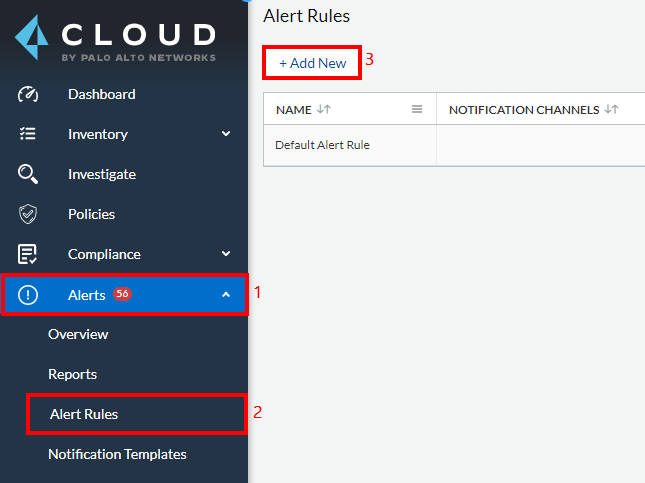 CLOUD
BY PALO ALTO NETWORKS
Dashboard
Inventory
Investigate
Policies
Compliance
Alerts 56
1
Overview
Reports
Alert Rules
2
Notification Templates
Alert Rules
+ Add New
3
NAME
NOTIFICATION CHANNELS
Default Alert Rule